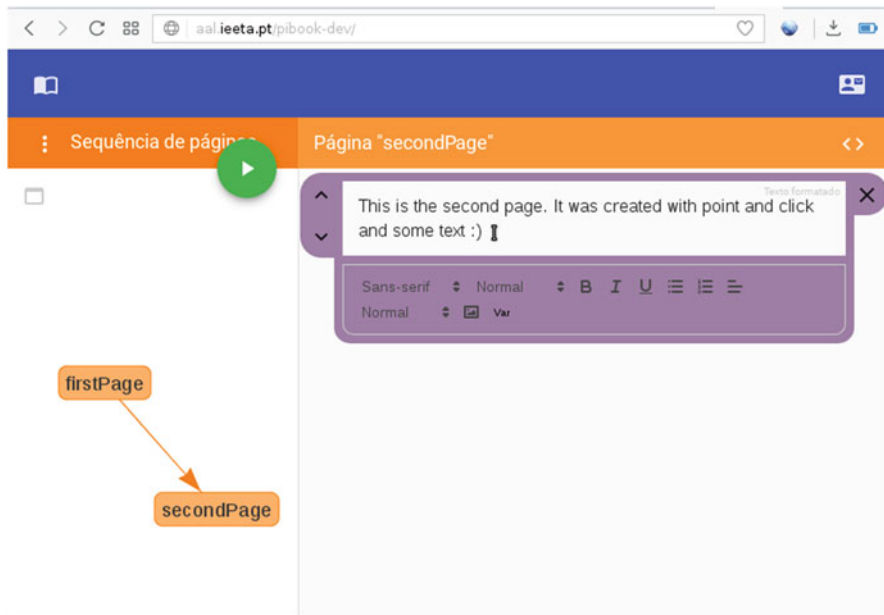 aal.ieeta.pt/pibook-dev/
Sequência de páginas
Página "secondPage"
Texto formatado
This is the second page. It was created with point and click
and some text :)
Sans-serif Normal B I U
Normal Var
firstPage
secondPage